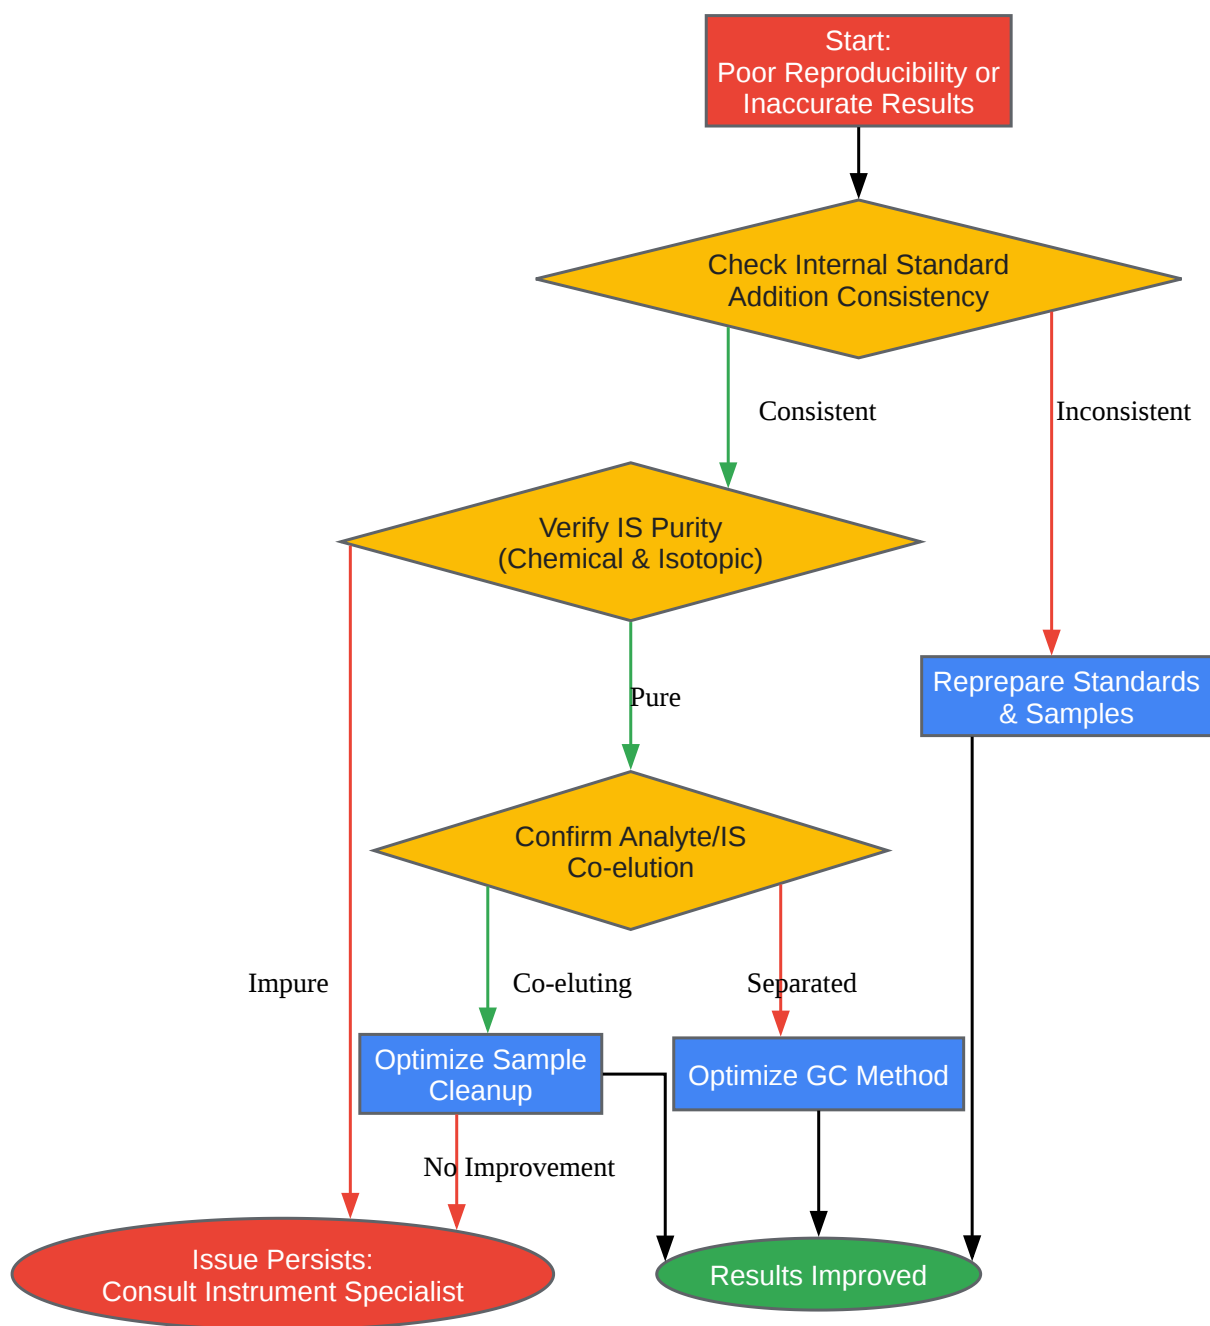 Start:
Poor Reproducibility or
Inaccurate Results
Check Internal Standard
Addition Consistency
Consistent
Inconsistent
Verify IS Purity
(Chemical & Isotopic)
Pure
Reprepare Standards
& Samples
Confirm Analyte/IS
Co-elution
Impure
Co-eluting
Separated
Optimize Sample
Cleanup
Optimize GC Method
No Improvement
Issue Persists:
Consult Instrument Specialist
Results Improved